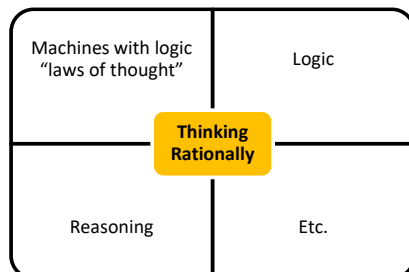 Machines with logic
“laws of thought”
Logic
Thinking
Rationally
Reasoning
Etc.